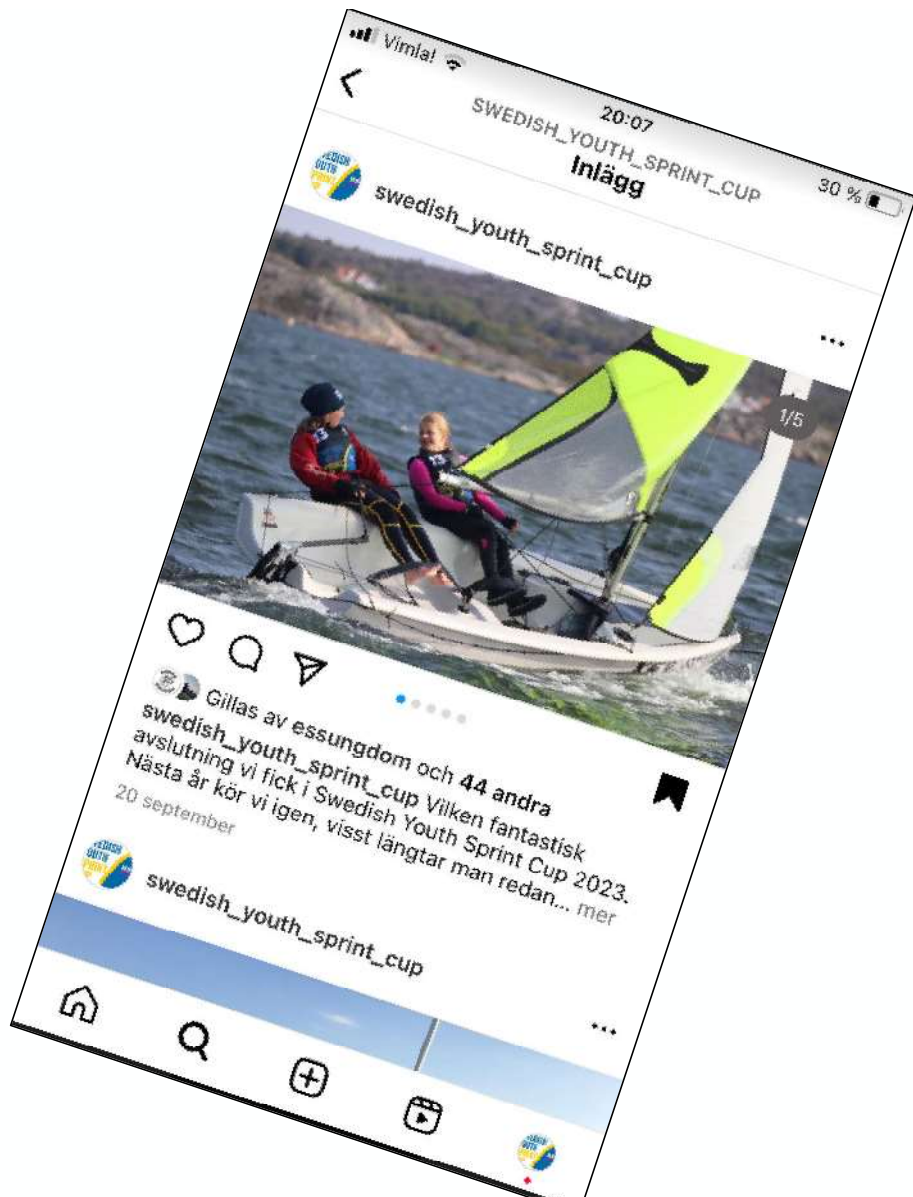 Vimla!
20:07
30 %
SWEDISH_YOUTH_SPRINT_CUP
Inlägg
swedish_youth_sprint_cup
1/5
Gillas av essungdom och 44 andra
swedish_youth_sprint_cup Vilken fantastisk
avslutning vi fick i Swedish Youth Sprint Cup 2023.
Nästa år kör vi igen, visst längtar man redan... mer
20 september
swedish_youth_sprint_cup